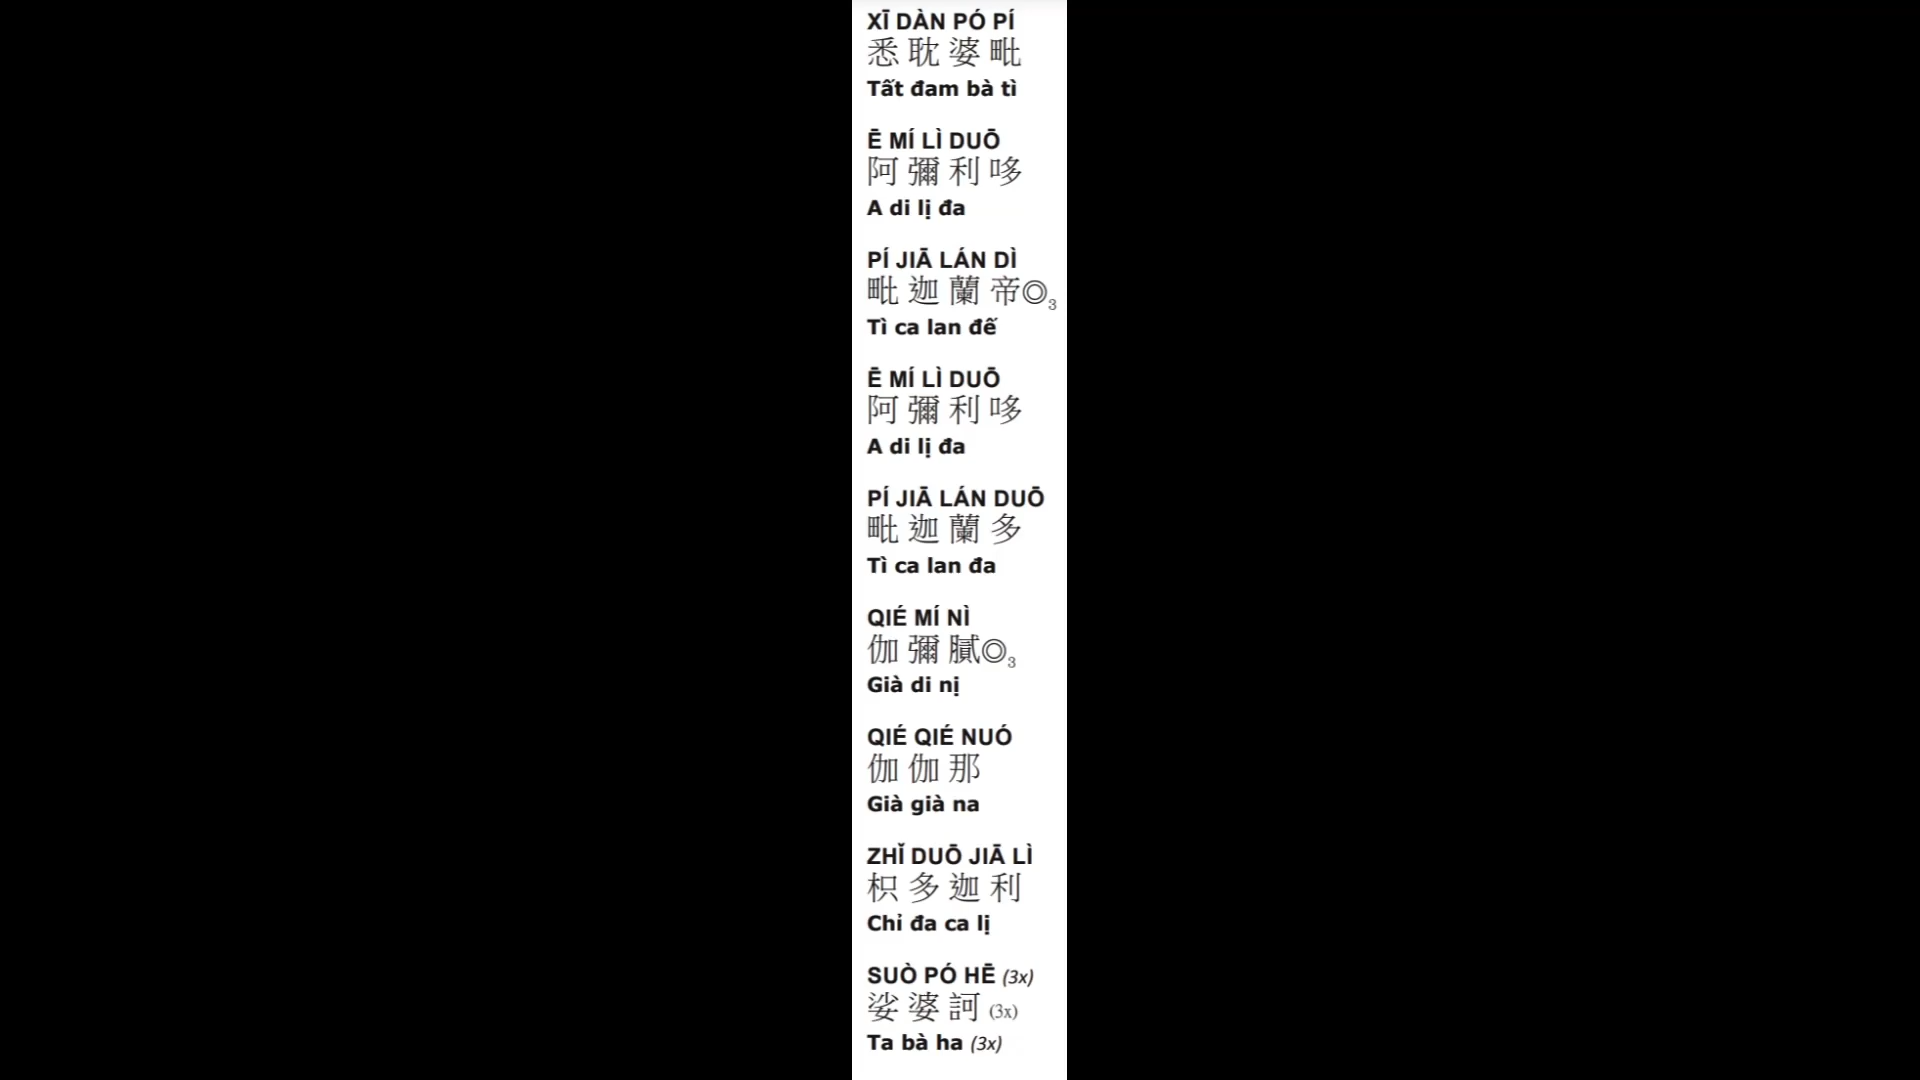 XĪ DÀN PÓ PÍ
悉 耽 婆 毗
Tất đam bà tì
Ē MÍ LÌ DUŌ
阿 彌 利 哆
A di lị đa
PÍ JIĀ LÁN DÌ
毗 迦 蘭 帝◎3
Tì ca lan đế
Ē MÍ LÌ DUŌ
阿 彌 利 哆
A di lị đa
PÍ JIĀ LÁN DUŌ
毗 迦 蘭 多
Tì ca lan đa
QIÉ MÍ NÌ
伽 彌 膩◎3
Già di nị
QIÉ QIÉ NUÓ
伽 伽 那
Già già na
ZHǏ DUŌ JIĀ LÌ
枳 多 迦 利
Chỉ đa ca lị
SUÒ PÓ HĒ (3x)
娑 婆 訶 (3x)
Ta bà ha (3x)